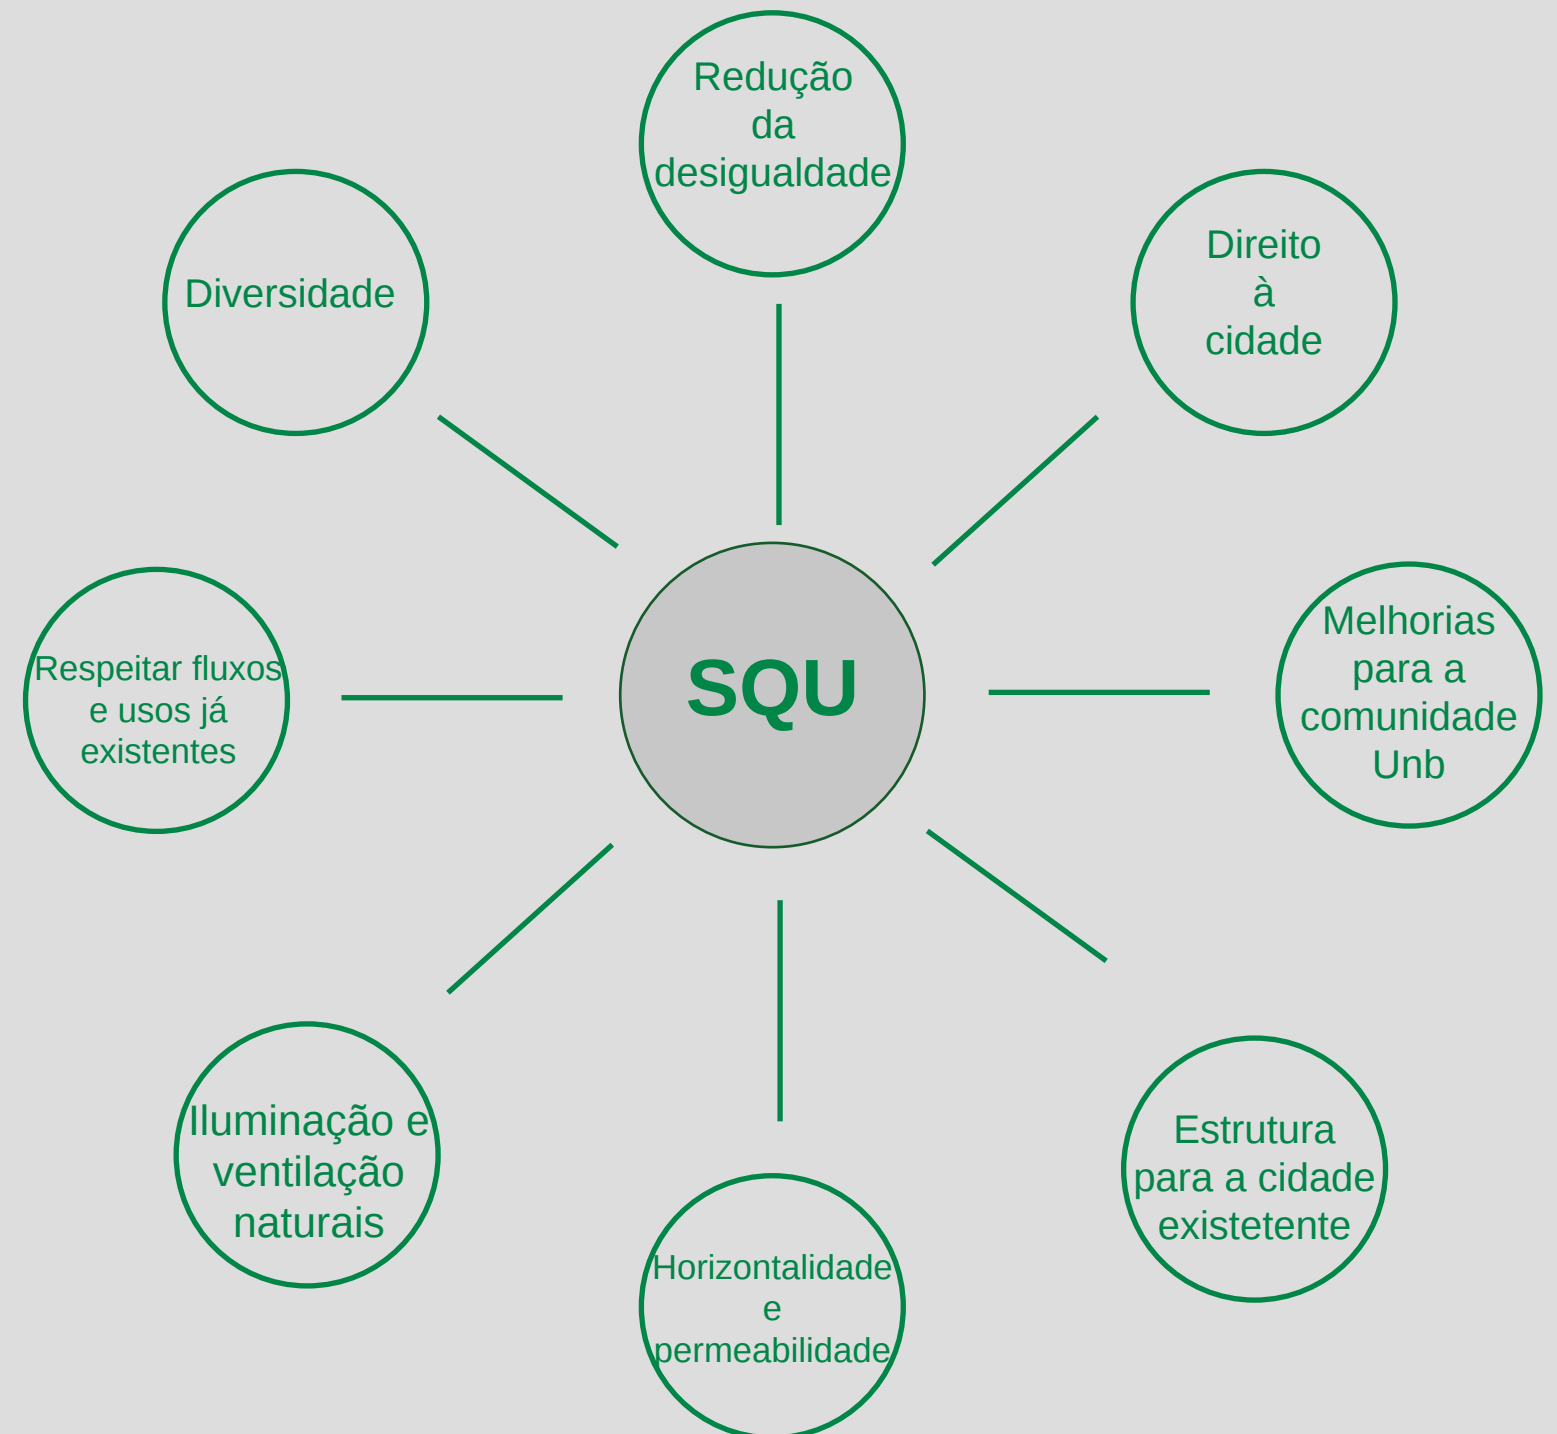 Redução
da
desigualdade
Diversidade
Direito
à
cidade
Respeitar fluxos
e usos já
existentes
SQU
Melhorias
para a
comunidade
Unb
Iluminação e
ventilação
naturais
Horizontalidade
e
permeabilidade
Estrutura
para a cidade
existetente